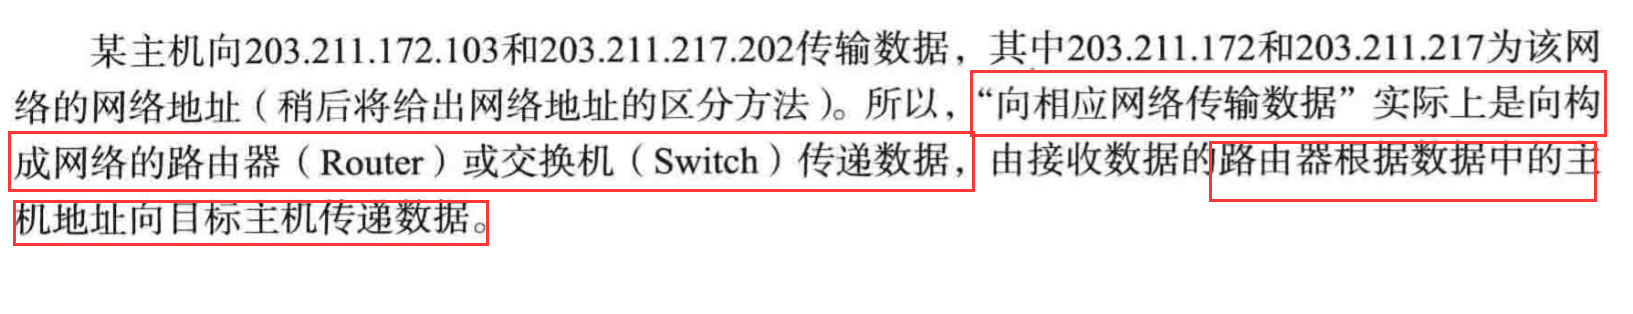 某主机向203.211.172.103和203.211.217.202传输数据，其中203.211.172和203.211.217为该网
络的网络地址（稍后将给出网络地址的区分方法）。所以，“向相应网络传输数据”实际上是向构
成网络的路由器（Router）或交换机（Switch）传递数据，由接收数据的路由器根据数据中的主
机地址向目标主机传递数据。